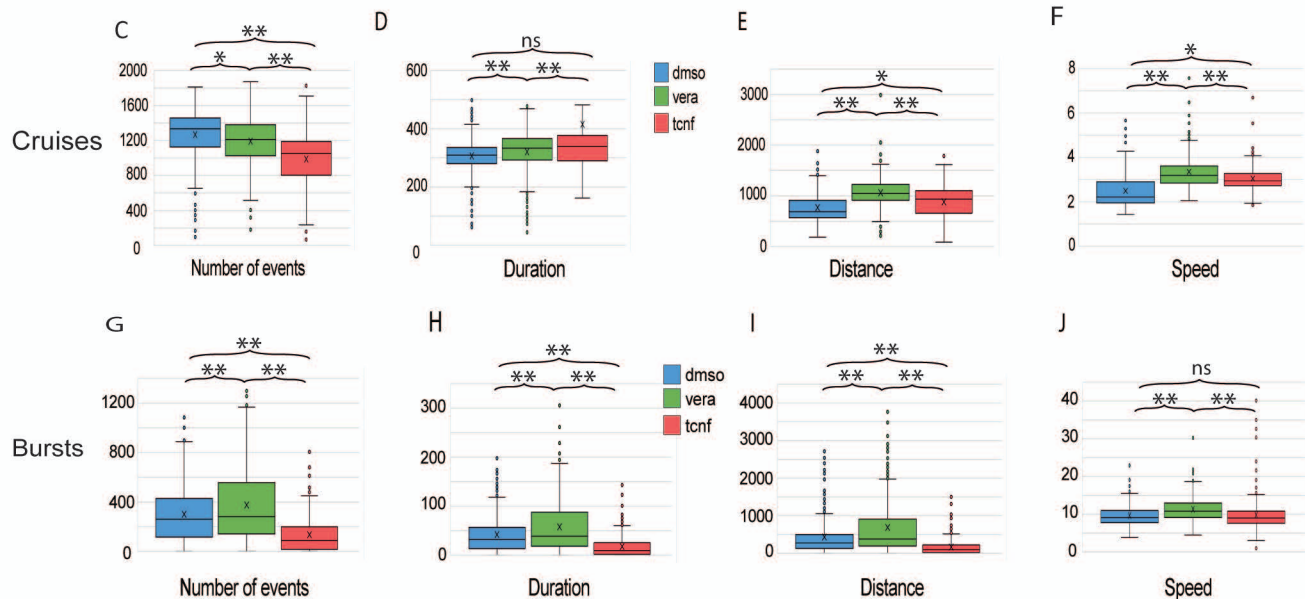 C
D
E
F
**
*
**
ns
**
**
*
**
**
*
**
**
dmso
vera
tcnf
Cruises
2000
1600
1200
800
400
0
600
400
200
0
3000
2000
1000
0
8
6
4
2
0
Number of events
Duration
Distance
Speed
G
H
I
J
**
**
**
**
**
**
**
**
**
ns
**
**
dmso
vera
tcnf
Bursts
1200
800
400
0
300
200
100
0
4000
3000
2000
1000
0
40
30
20
10
0
Number of events
Duration
Distance
Speed